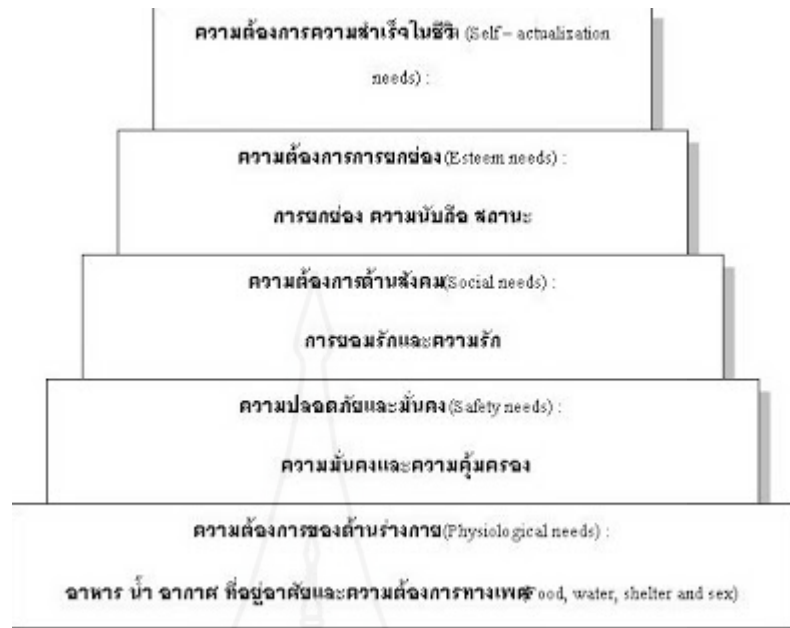 ความต้องการความสำเร็จในชีวิต (Self – actualization
needs) :
ความต้องการการยกย่อง(Esteem needs) :
การยกย่อง ความนับถือ สถานะ
ความต้องการด้านสังคม(Social needs) :
การยอมรักและความรัก
ความปลอดภัยและมั่นคง(Safety needs) :
ความมั่นคงและความคุ้มครอง
ความต้องการของด้านร่างกาย(Physiological needs) :
อาหาร น้ำ อากาศ ที่อยู่อาศัยและความต้องการทางเพศ(Food, water, shelter and sex)